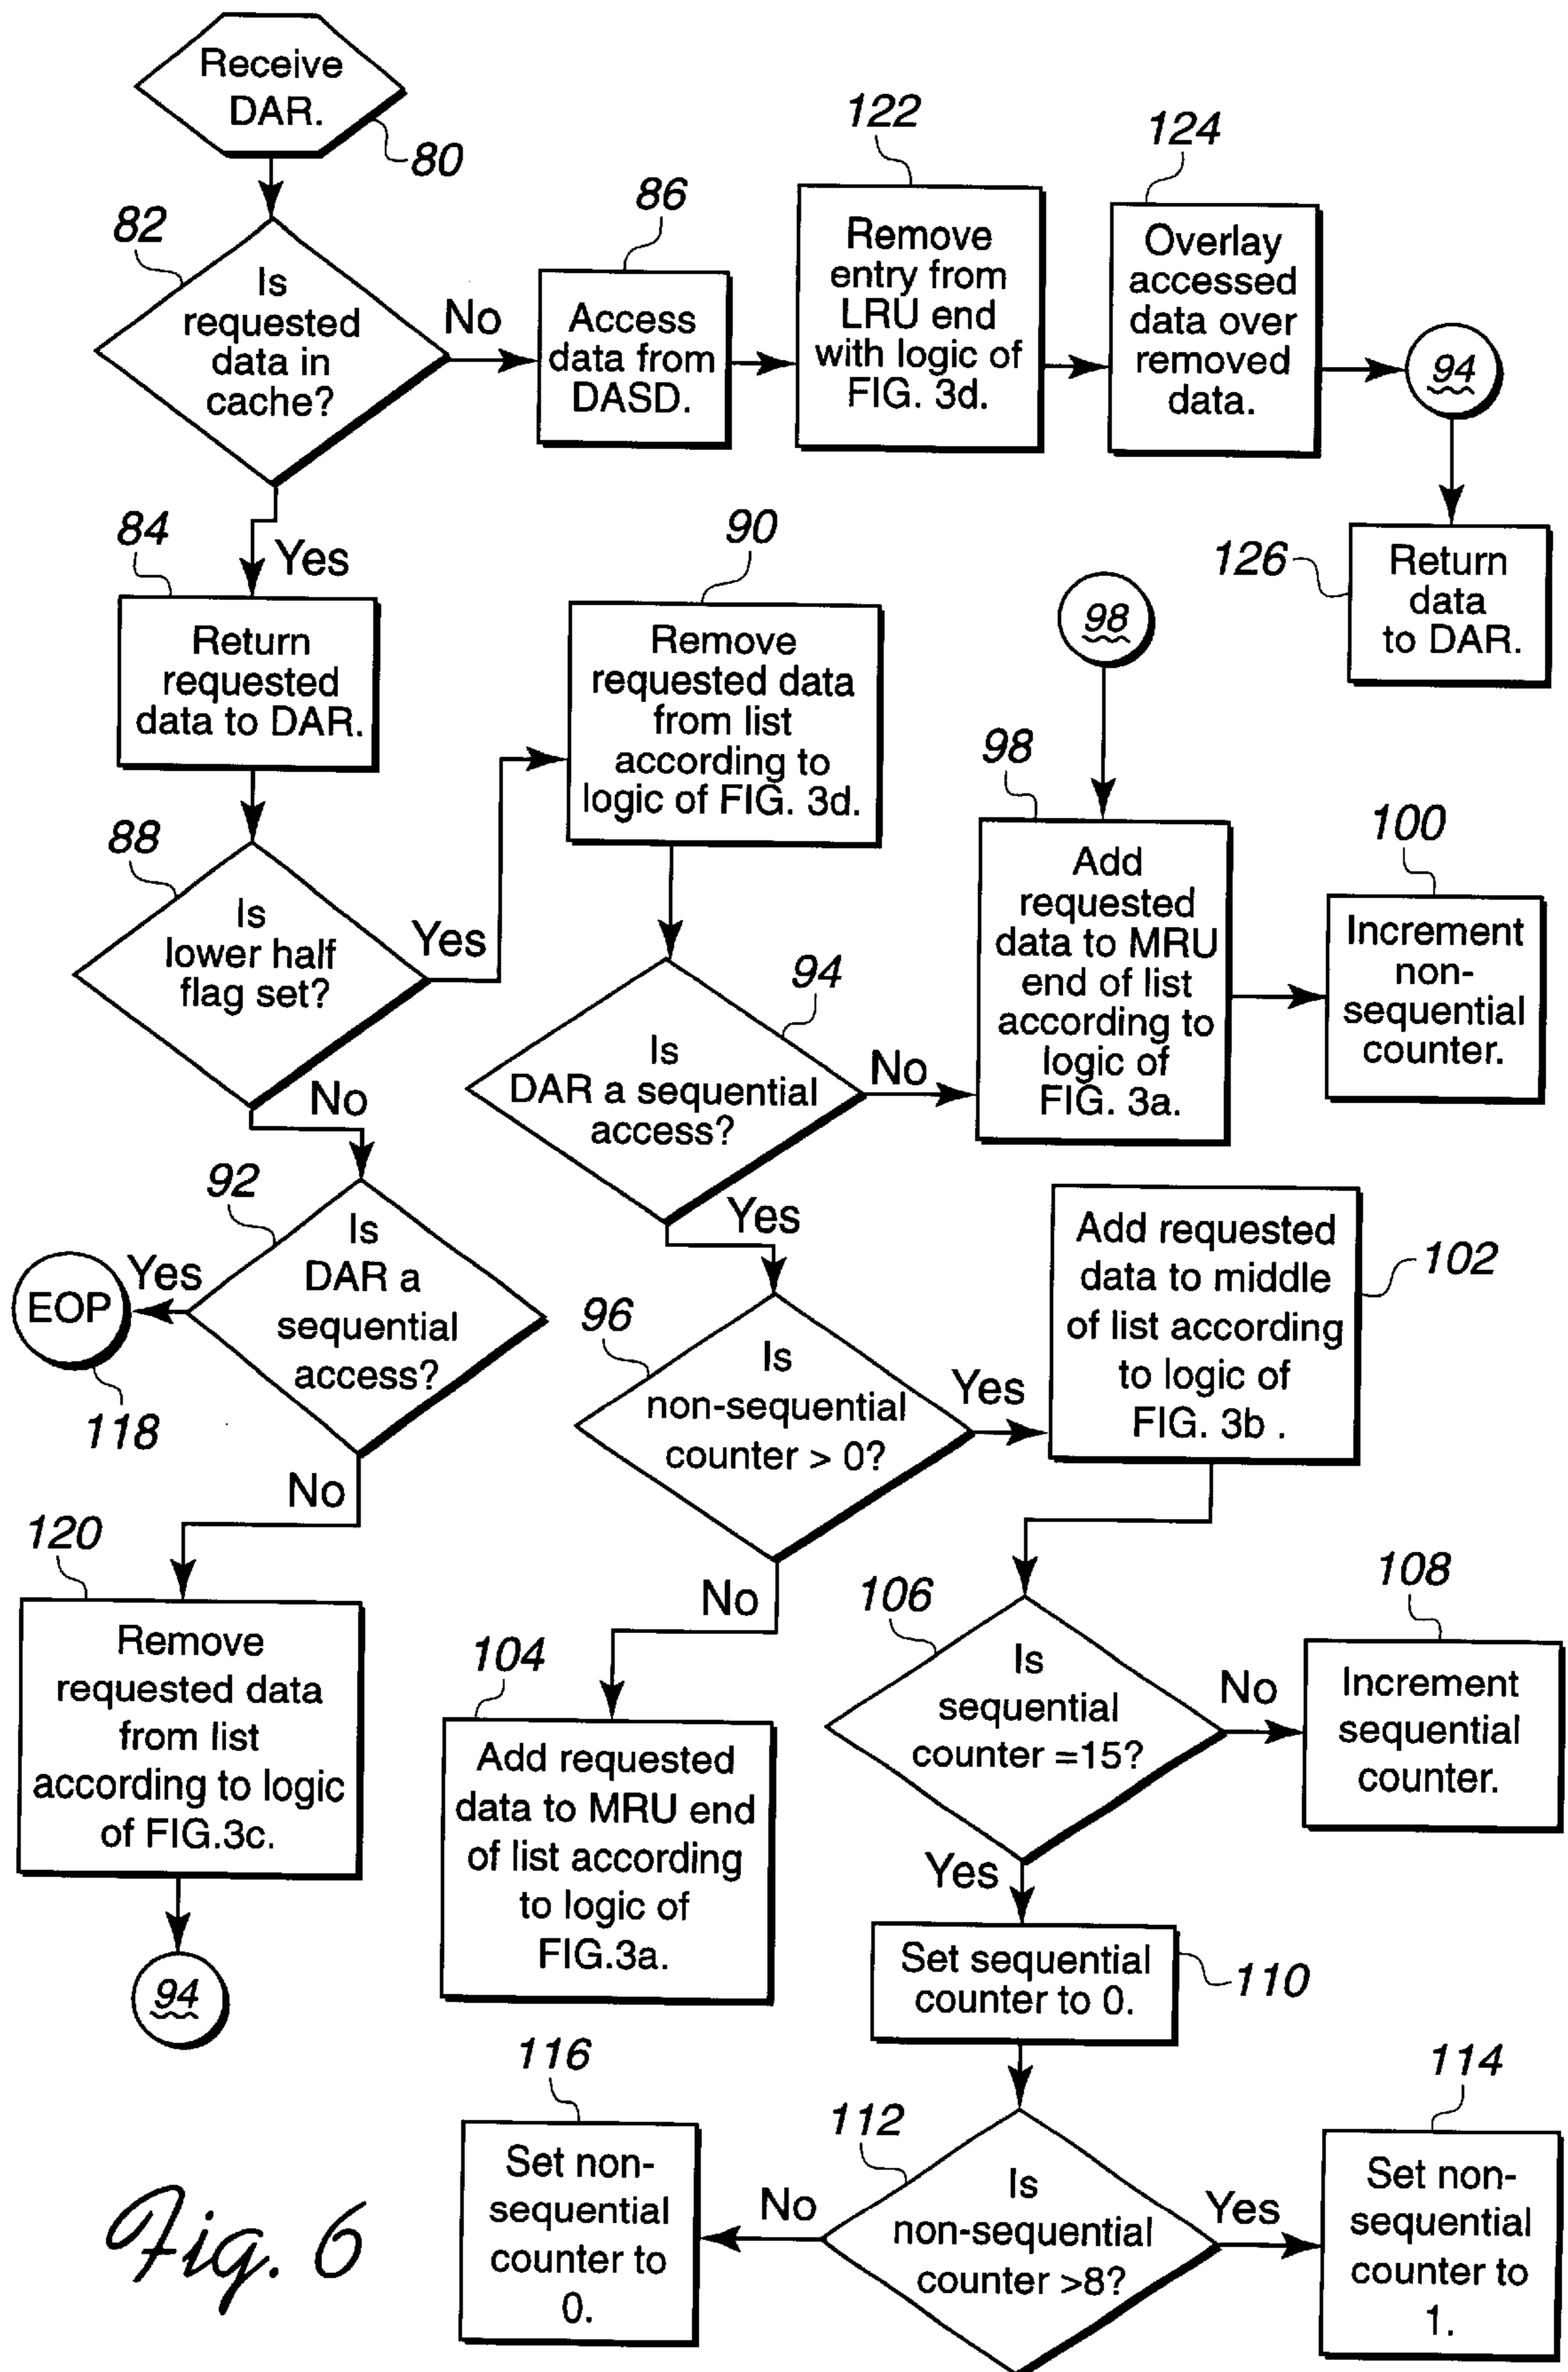 Receive
DAR.
80
82
Is
requested
data in
cache?
No
86
Access
data from
DASD.
122
Remove
entry from
LRU end
with logic of
FIG. 3d.
124
Overlay
accessed
data over
removed
data.
94
126
Return
data
to DAR.
Yes
84
Return
requested
data to DAR.
88
Is
lower half
flag set?
Yes
90
Remove
requested data
from list
according to
logic of FIG. 3d.
98
98
Add
requested
data to MRU
end of list
according to
logic of
FIG. 3a.
100
Increment
non-
sequential
counter.
94
Is
DAR a sequential
access?
No
No
92
Is
DAR a
sequential
access?
Yes
EOP
118
Yes
96
Is
non-sequential
counter > 0?
Yes
102
Add requested
data to middle
of list according
to logic of
FIG. 3b .
No
120
Remove
requested data
from list
according to logic
of FIG.3c.
94
No
104
Add requested
data to MRU end
of list according
to logic of
FIG.3a.
106
Is
sequential
counter =15?
No
108
Increment
sequential
counter.
Yes
Set sequential
counter to 0.
110
112
Is
non-sequential
counter >8?
No
116
Set non-
sequential
counter to
0.
Yes
114
Set non-
sequential
counter to
1.
Fig. 6